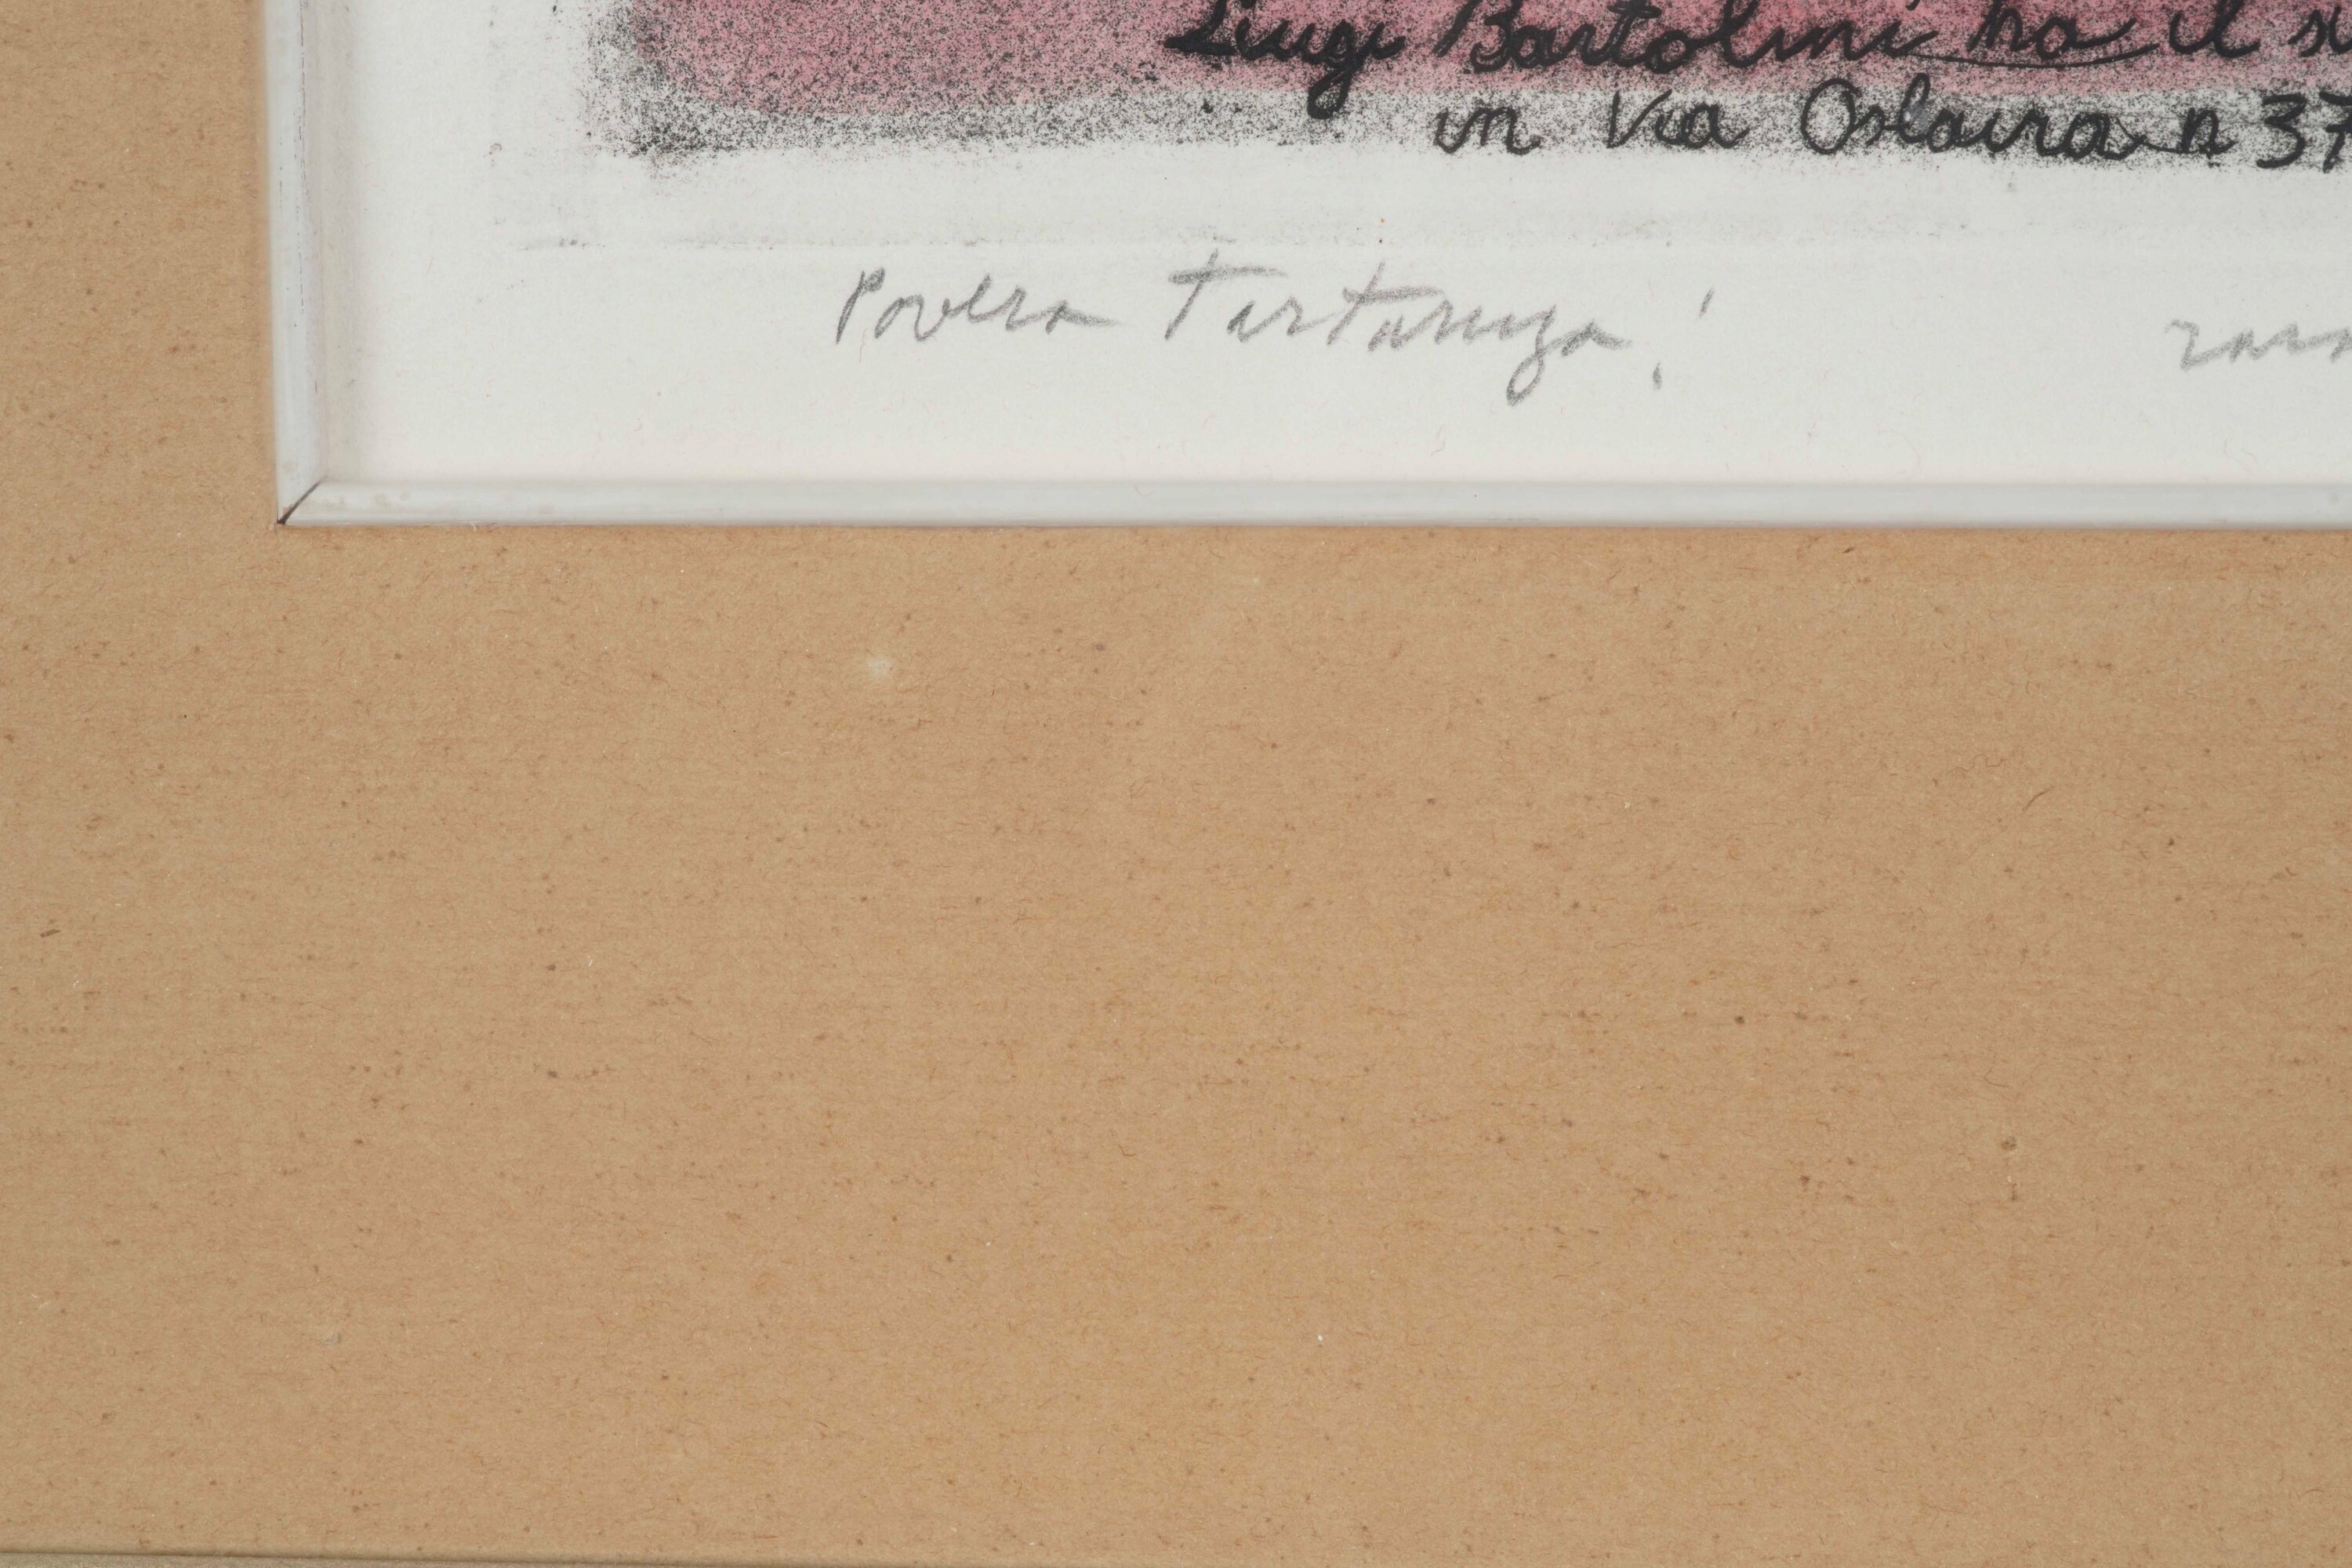 Luigi Bartolini ha il
in Via Oslavia n 37
Povera Tartaruga!